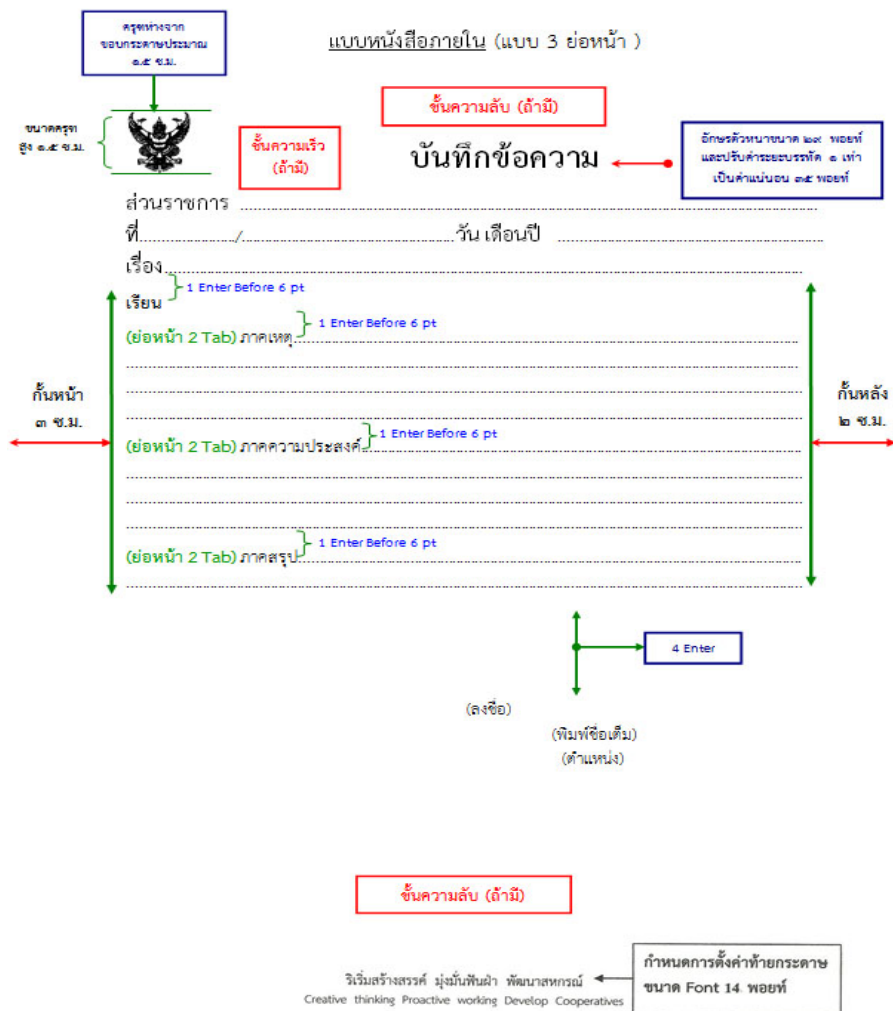 ครุฑห่างจาก
ขอบกระดาษประมาณ
๑.๕ ซ.ม.
แบบหนังสือภายใน (แบบ 3 ย่อหน้า )
ชั้นความลับ (ถ้ามี)
ขนาดครุฑ
สูง ๑.๕ ซ.ม.
ชั้นความเร็ว
(ถ้ามี)
บันทึกข้อความ
อักษรตัวหนาขนาด ๒๙ พอยท์
และปรับค่าระยะบรรทัด ๑ เท่า
เป็นค่าแน่นอน ๓๕ พอยท์
ส่วนราชการ ........................................
ที่......................../........................................ วัน เดือนปี ........................................
เรื่อง........................................
1 Enter Before 6 pt
เรียน
1 Enter Before 6 pt
(ย่อหน้า 2 Tab) ภาคเหตุ........................................
กั้นหน้า
๓ ซ.ม.
กั้นหลัง
๒ ซ.ม.
1 Enter Before 6 pt
(ย่อหน้า 2 Tab) ภาคความประสงค์........................................
1 Enter Before 6 pt
(ย่อหน้า 2 Tab) ภาคสรุป........................................
4 Enter
(ลงชื่อ)
(พิมพ์ชื่อเต็ม)
(ตำแหน่ง)
ชั้นความลับ (ถ้ามี)
ริเริ่มสร้างสรรค์ มุ่งมั่นฟันฝ่า พัฒนาสหกรณ์
Creative thinking Proactive working Develop Cooperatives
กำหนดการตั้งค่าท้ายกระดาษ
ขนาด Font 14 พอยท์